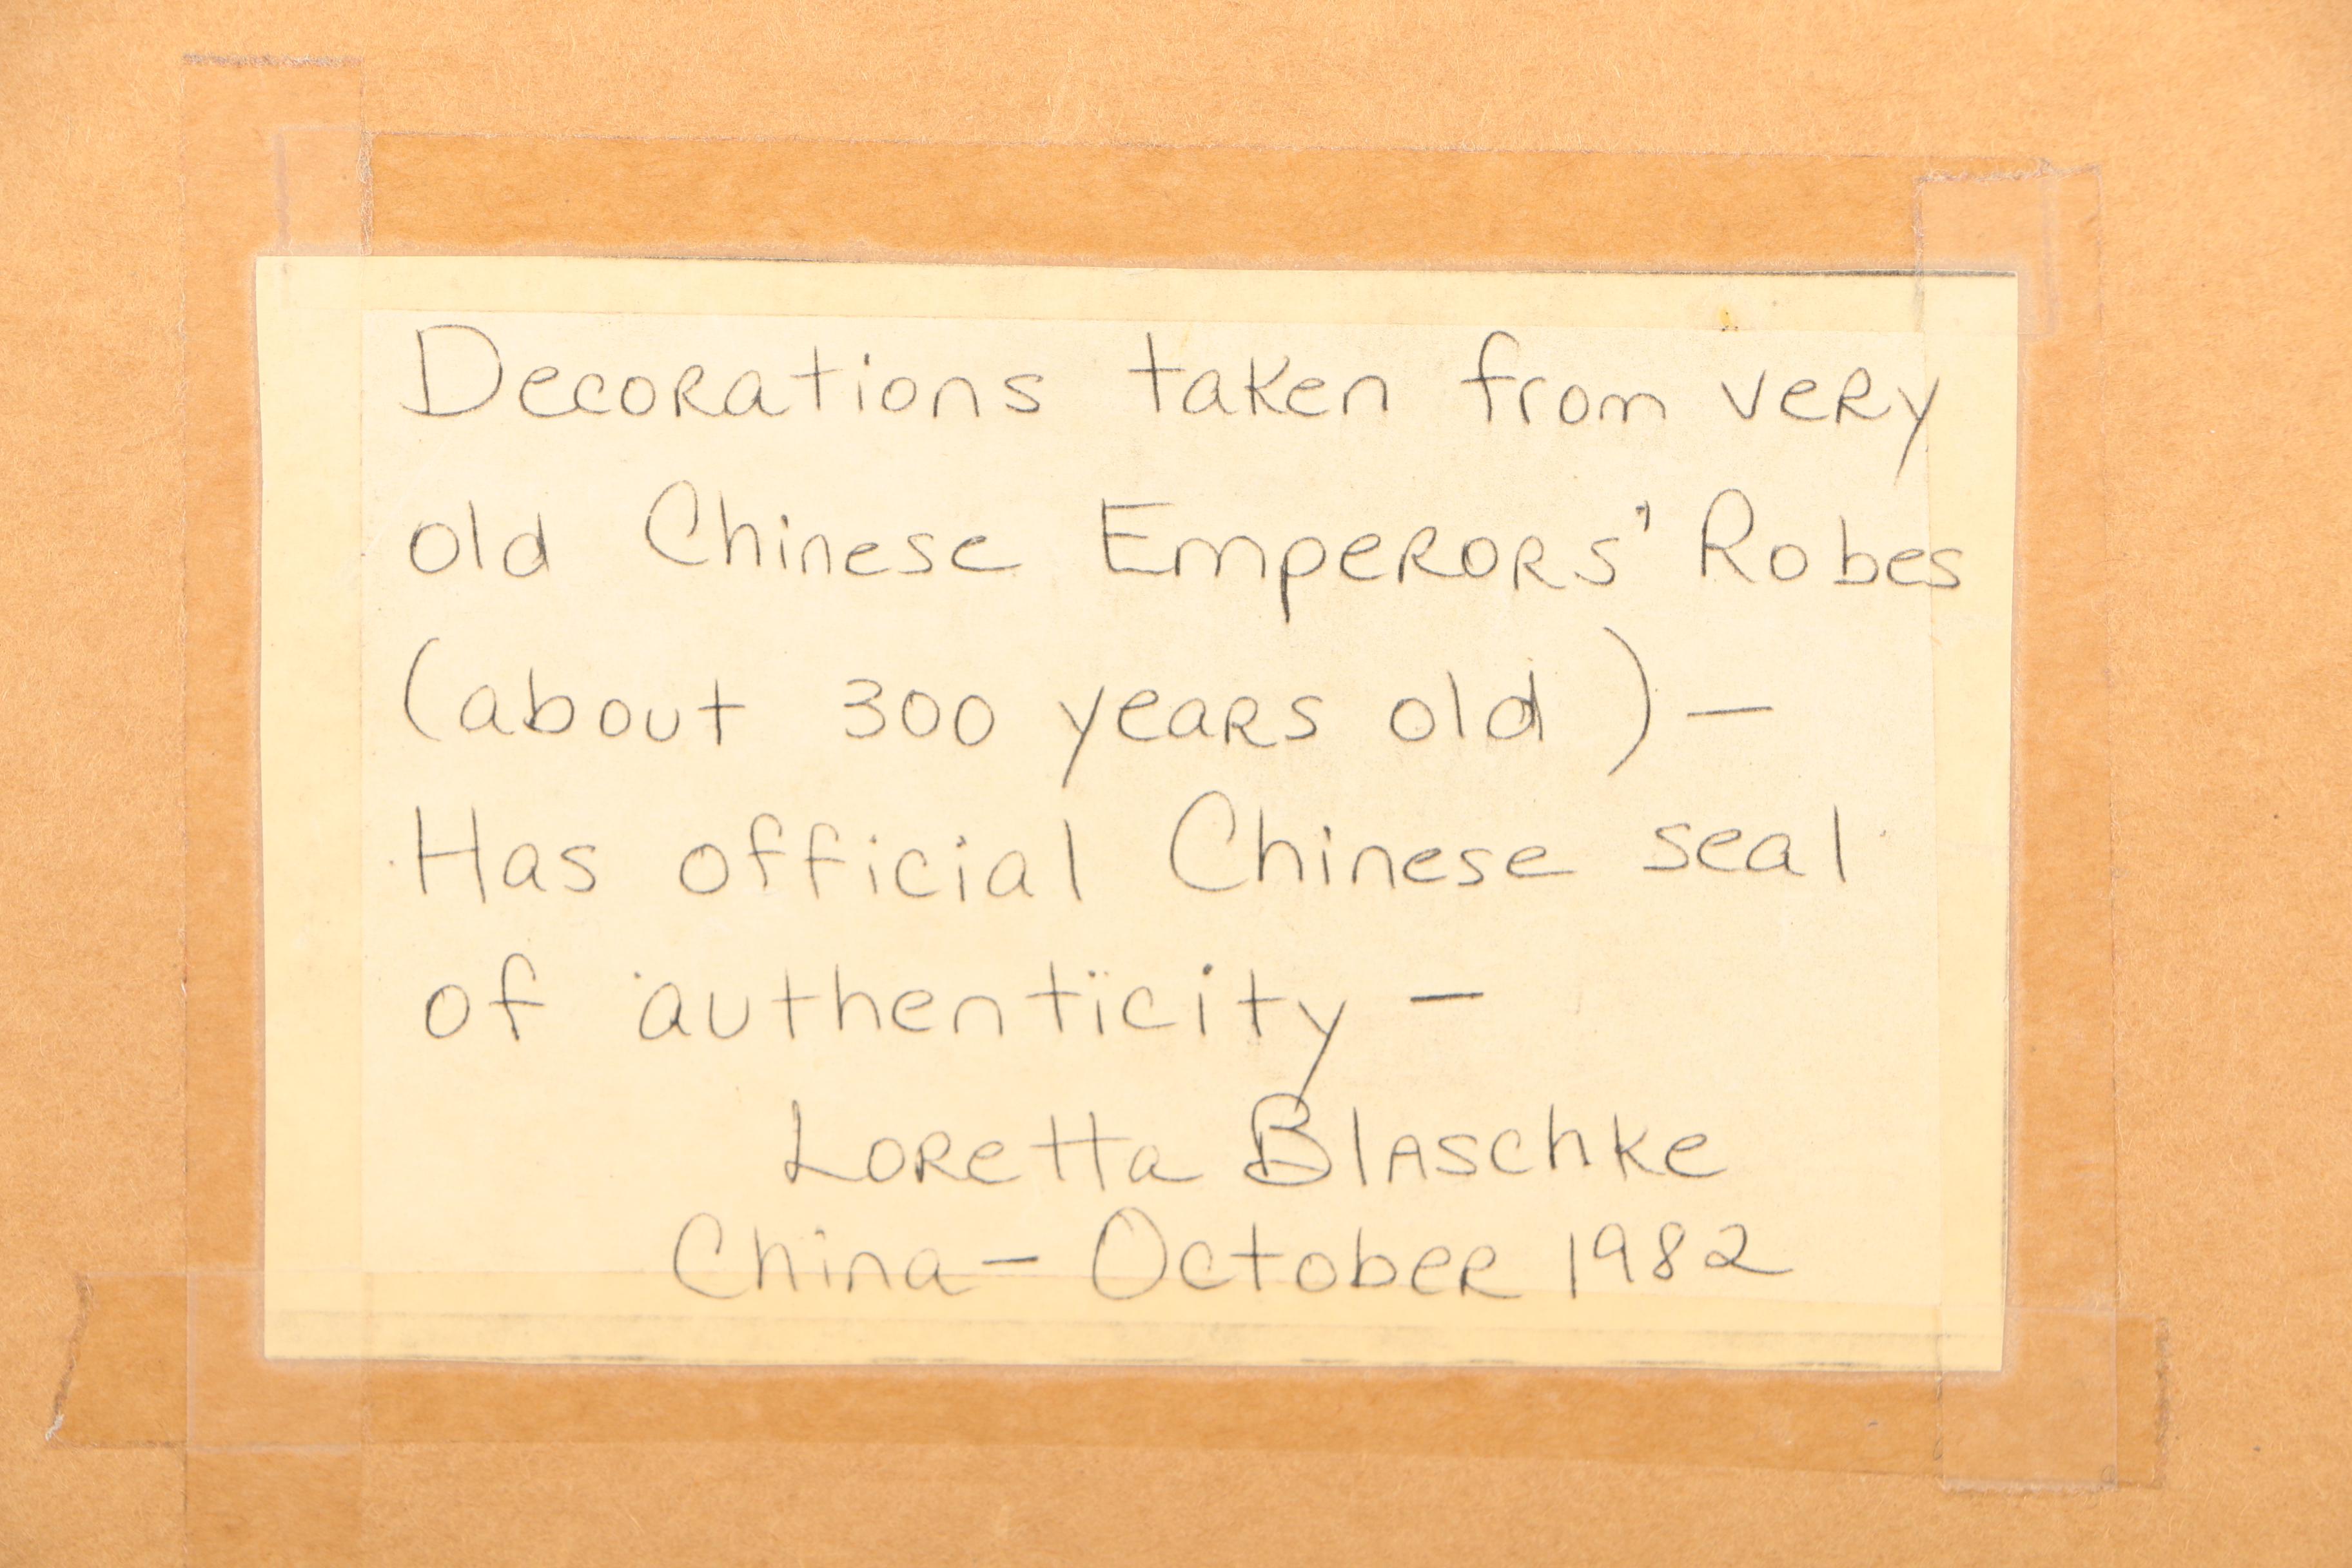 Decorations taken from very
old Chinese Emperors' Robes
(about 300 years old) —
Has official Chinese seal
of authenticity —
Loretta Blaschke
China — October 1982